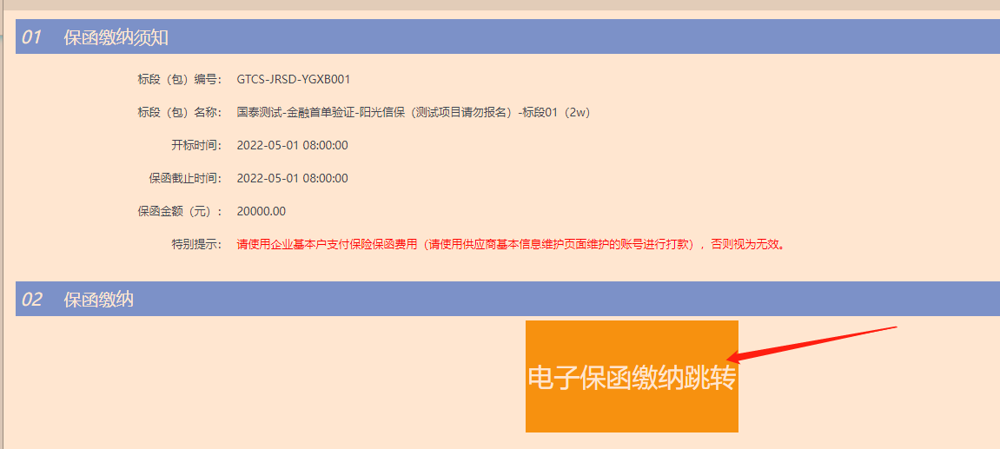 01 保函缴纳须知
标段（包）编号： GTCS-JRSD-YGXB001
标段（包）名称： 国泰测试-金融首单验证-阳光信保（测试项目请勿报名）-标段01（2w）
开标时间： 2022-05-01 08:00:00
保函截止时间： 2022-05-01 08:00:00
保函金额（元）： 20000.00
特别提示： 请使用企业基本户支付保险保函费用（请使用供应商基本信息维护页面维护的账号进行打款），否则视为无效。
02 保函缴纳
电子保函缴纳跳转